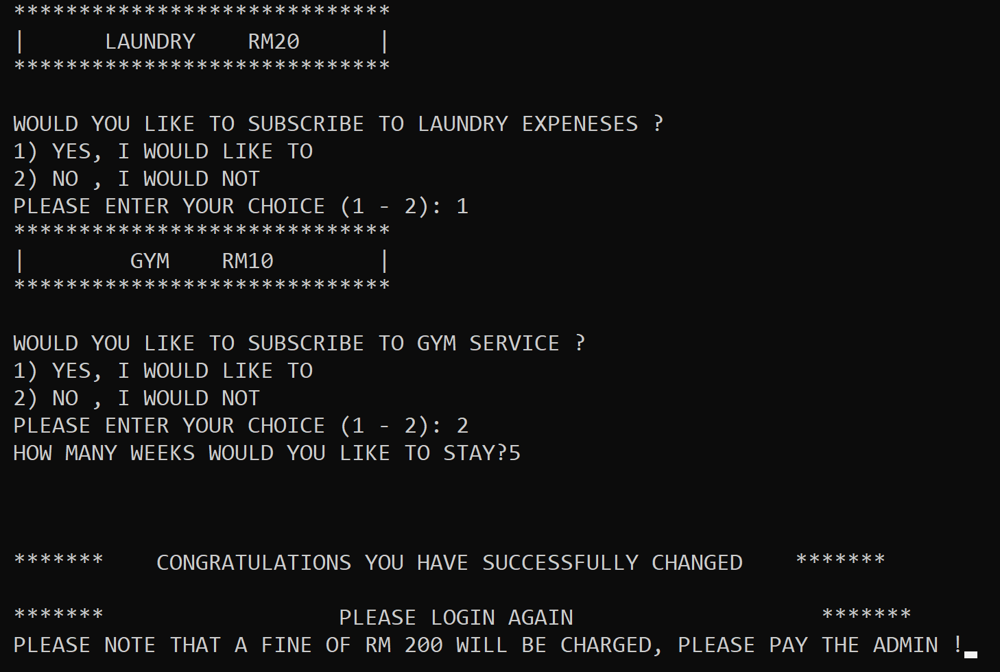 *****************************
|      LAUNDRY    RM20      |
*****************************
WOULD YOU LIKE TO SUBSCRIBE TO LAUNDRY EXPENESES ?
1) YES, I WOULD LIKE TO
2) NO , I WOULD NOT
PLEASE ENTER YOUR CHOICE (1 - 2): 1
*****************************
|        GYM    RM10        |
*****************************
WOULD YOU LIKE TO SUBSCRIBE TO GYM SERVICE ?
1) YES, I WOULD LIKE TO
2) NO , I WOULD NOT
PLEASE ENTER YOUR CHOICE (1 - 2): 2
HOW MANY WEEKS WOULD YOU LIKE TO STAY?5
*******    CONGRATULATIONS YOU HAVE SUCCESSFULLY CHANGED    *******
*******                  PLEASE LOGIN AGAIN                   *******
PLEASE NOTE THAT A FINE OF RM 200 WILL BE CHARGED, PLEASE PAY THE ADMIN !